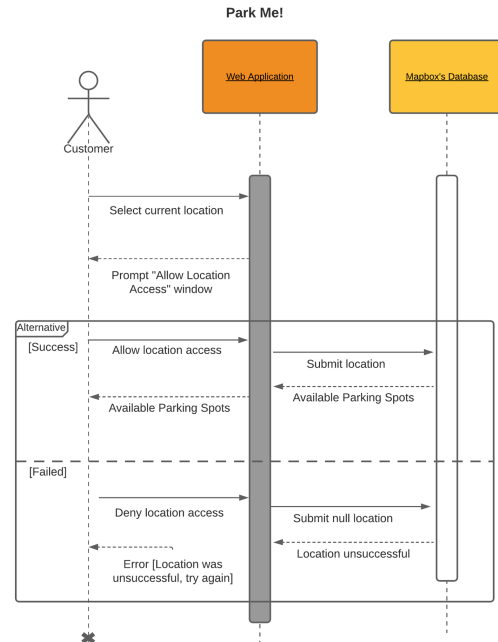 Park Me!
Web Application
Mapbox's Database
Customer
Select current location
Prompt "Allow Location
Access" window
Alternative
[Success]
Allow location access
Submit location
Available Parking Spots
Available Parking Spots
[Failed]
Deny location access
Submit null location
Location unsuccessful
Error [Location was
unsuccessful, try again]